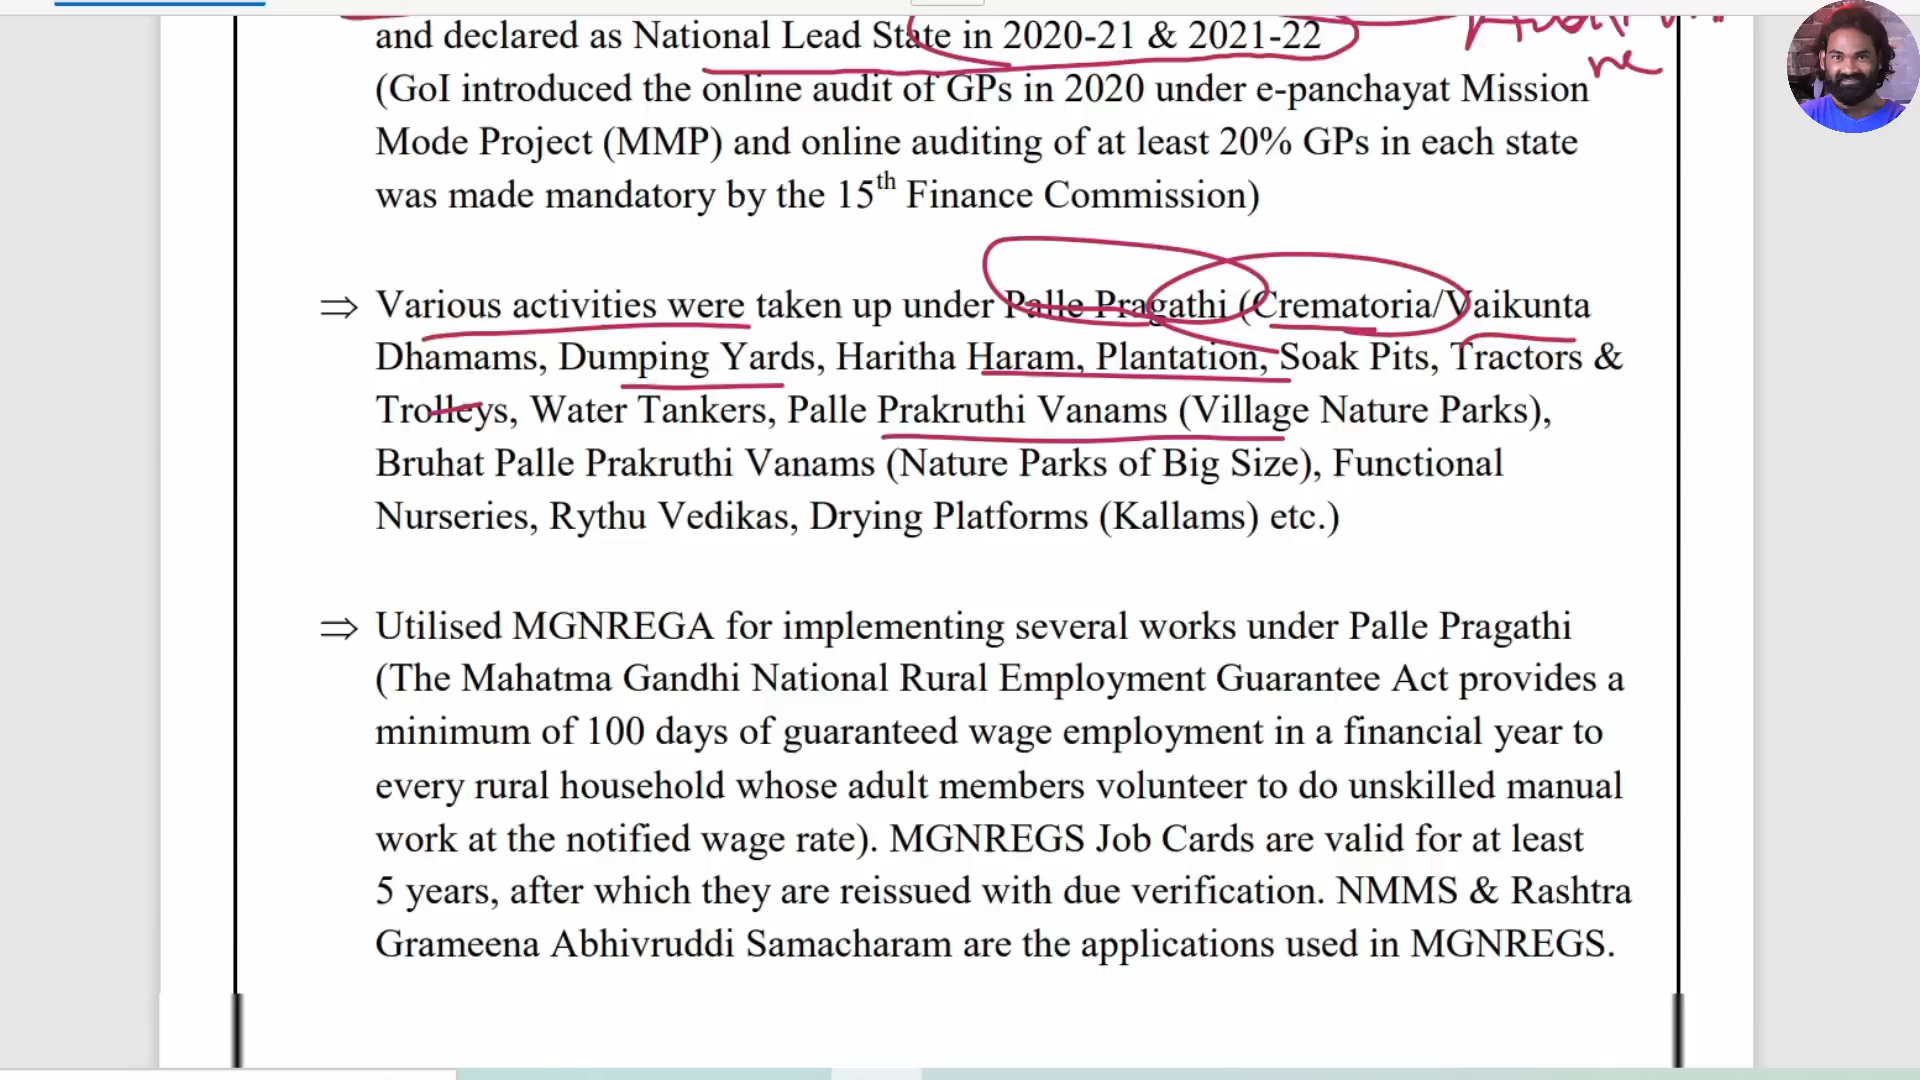 and declared as National Lead State in 2020-21 & 2021-22
ne
(GoI introduced the online audit of GPs in 2020 under e-panchayat Mission
Mode Project (MMP) and online auditing of at least 20% GPs in each state
was made mandatory by the 15th Finance Commission)
⇒ Various activities were taken up under Palle Pragathi (Crematoria/Vaikunta
Dhamams, Dumping Yards, Haritha Haram, Plantation, Soak Pits, Tractors &
Trolleys, Water Tankers, Palle Prakruthi Vanams (Village Nature Parks),
Bruhat Palle Prakruthi Vanams (Nature Parks of Big Size), Functional
Nurseries, Rythu Vedikas, Drying Platforms (Kallams) etc.)
⇒ Utilised MGNREGA for implementing several works under Palle Pragathi
(The Mahatma Gandhi National Rural Employment Guarantee Act provides a
minimum of 100 days of guaranteed wage employment in a financial year to
every rural household whose adult members volunteer to do unskilled manual
work at the notified wage rate). MGNREGS Job Cards are valid for at least
5 years, after which they are reissued with due verification. NMMS & Rashtra
Grameena Abhivruddi Samacharam are the applications used in MGNREGS.